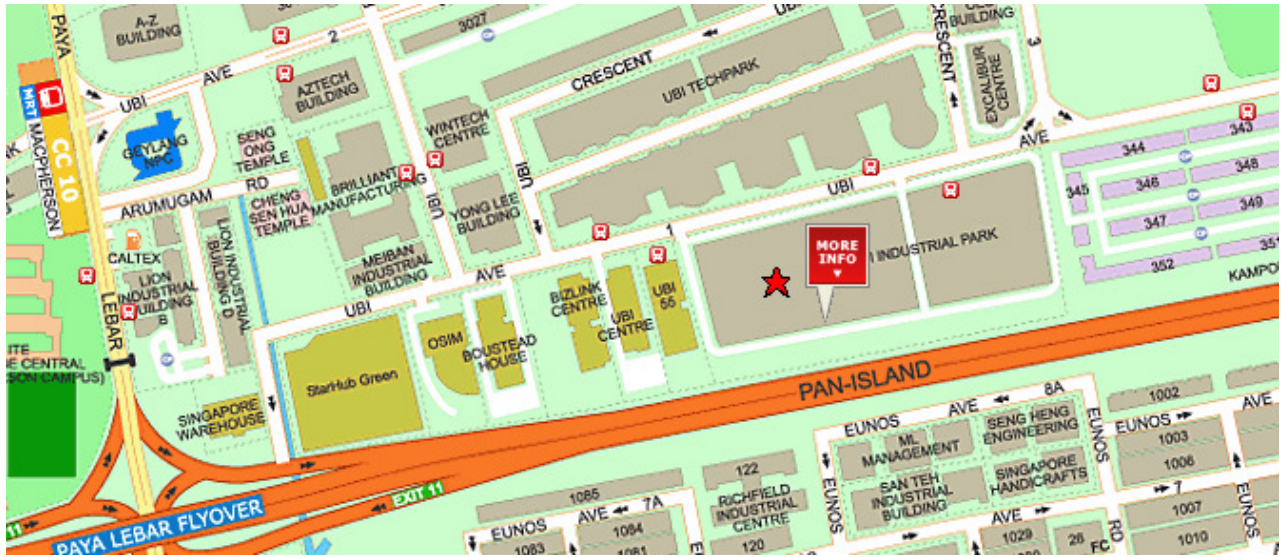 A-Z
BUILDING
PAYA
3027
UBI
AVE
2
AZTECH
BUILDING
CRESCENT
UBI
UBI TECHPARK
CRESCENT
EXCALIBUR
CENTRE
3
MRT
MACPHERSON
CC 10
GEYLANG
NPC
SENG
ONG
TEMPLE
WINTECH
CENTRE
UBI
AVE
343
344
345
346
348
347
349
352
ARUMUGAM
RD
CHENG
SEN HUA
TEMPLE
BRILLIANT
MANUFACTURING
UBI
YONG LEE
BUILDING
UBI
1
CALTEX
LION
INDUSTRIAL
BUILDING
B
LION INDUSTRIAL
BUILDING D
MEIBAN
INDUSTRIAL
BUILDING
UBI
AVE
MORE
INFO
INDUSTRIAL PARK
LEBAR
BIZLINK
CENTRE
UBI
CENTRE
UBI
55
OSIM
BOUSTEAD
HOUSE
StarHub Green
SINGAPORE
WAREHOUSE
PAN-ISLAND
EXIT 11
11
PAYA LEBAR FLYOVER
8A
AVE
EUNOS
EUNOS
EUNOS
RD
ML
MANAGEMENT
SENG HENG
ENGINEERING
SAN TEH
INDUSTRIAL
BUILDING
SINGAPORE
HANDICRAFTS
1002
AVE
1003
1006
7
1007
1010
AVE
1029
28
FC
122
RICHFIELD
INDUSTRIAL
CENTRE
120
1085
EUNOS
AVE
7A
1084
1083
1081